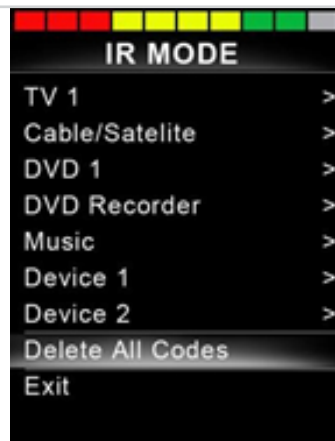 IR MODE
TV 1 >
Cable/Satelite >
DVD 1 >
DVD Recorder >
Music >
Device 1 >
Device 2 >
Delete All Codes
Exit